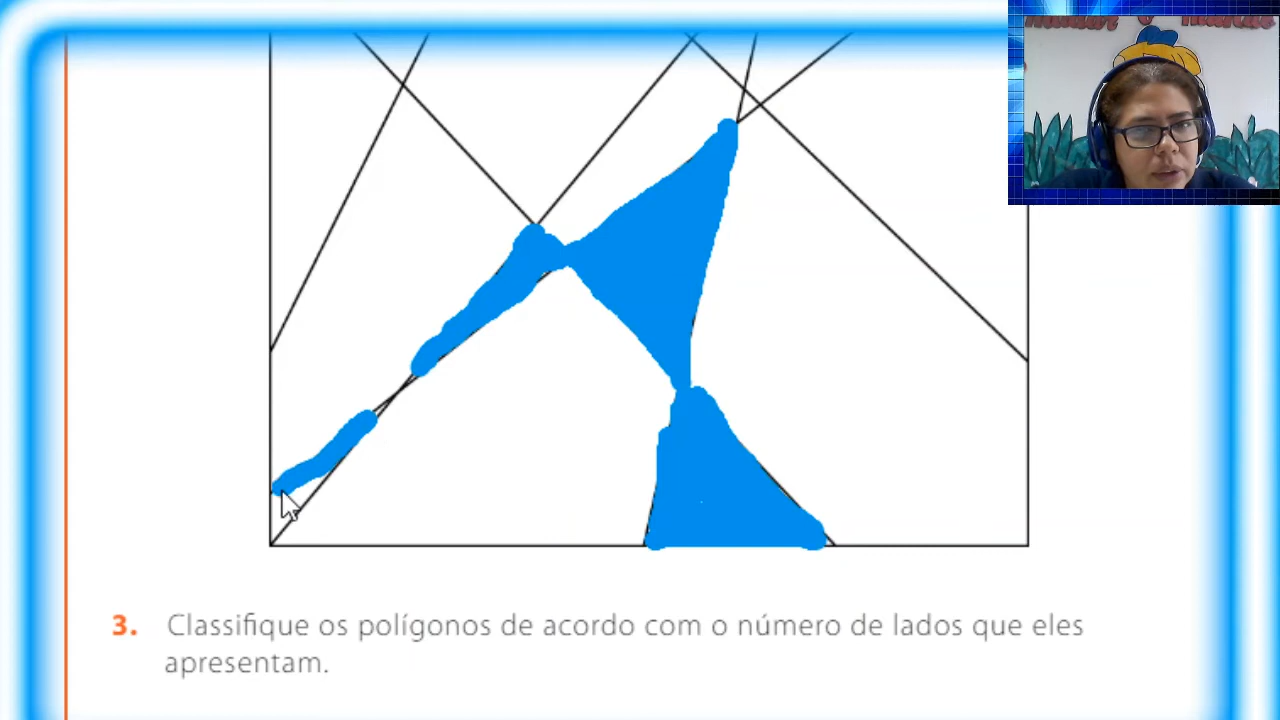 3. Classifique os polígonos de acordo com o número de lados que eles
apresentam.